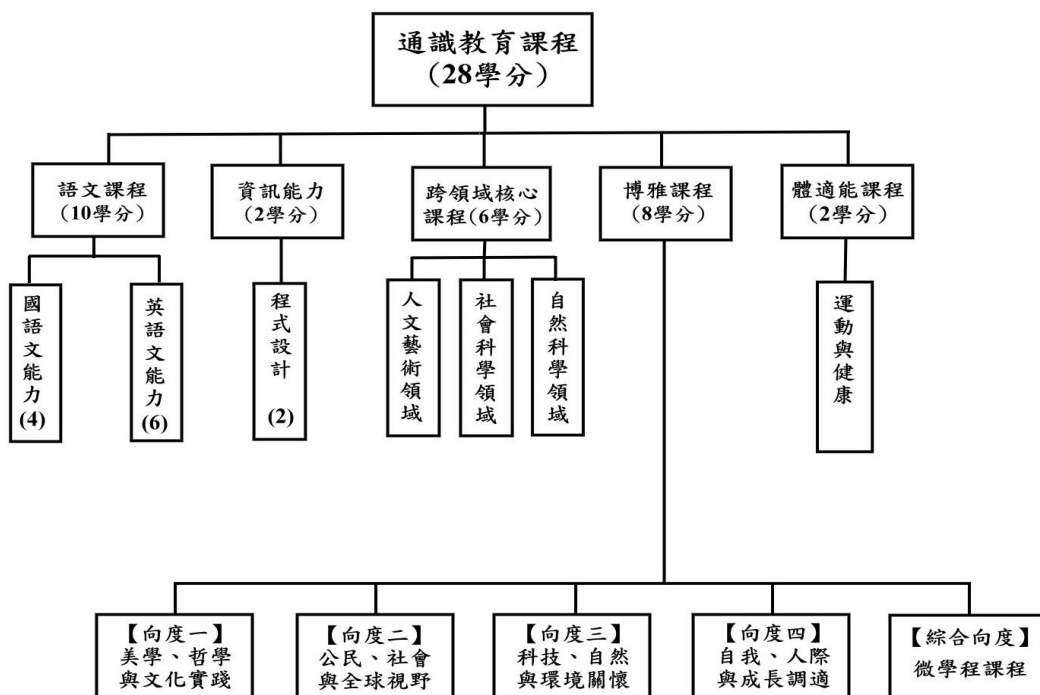 通識教育課程
(28學分)
語文課程
(10學分)
資訊能力
(2學分)
跨領域核心
課程(6學分)
博雅課程
(8學分)
體適能課程
(2學分)
國語文能力(4)
英語文能力(6)
程式設計(2)
人文藝術領域
社會科學領域
自然科學領域
運動與健康
【向度一】
美學、哲學
與文化實踐
【向度二】
公民、社會
與全球視野
【向度三】
科技、自然
與環境關懷
【向度四】
自我、人際
與成長調適
【綜合向度】
微學程課程